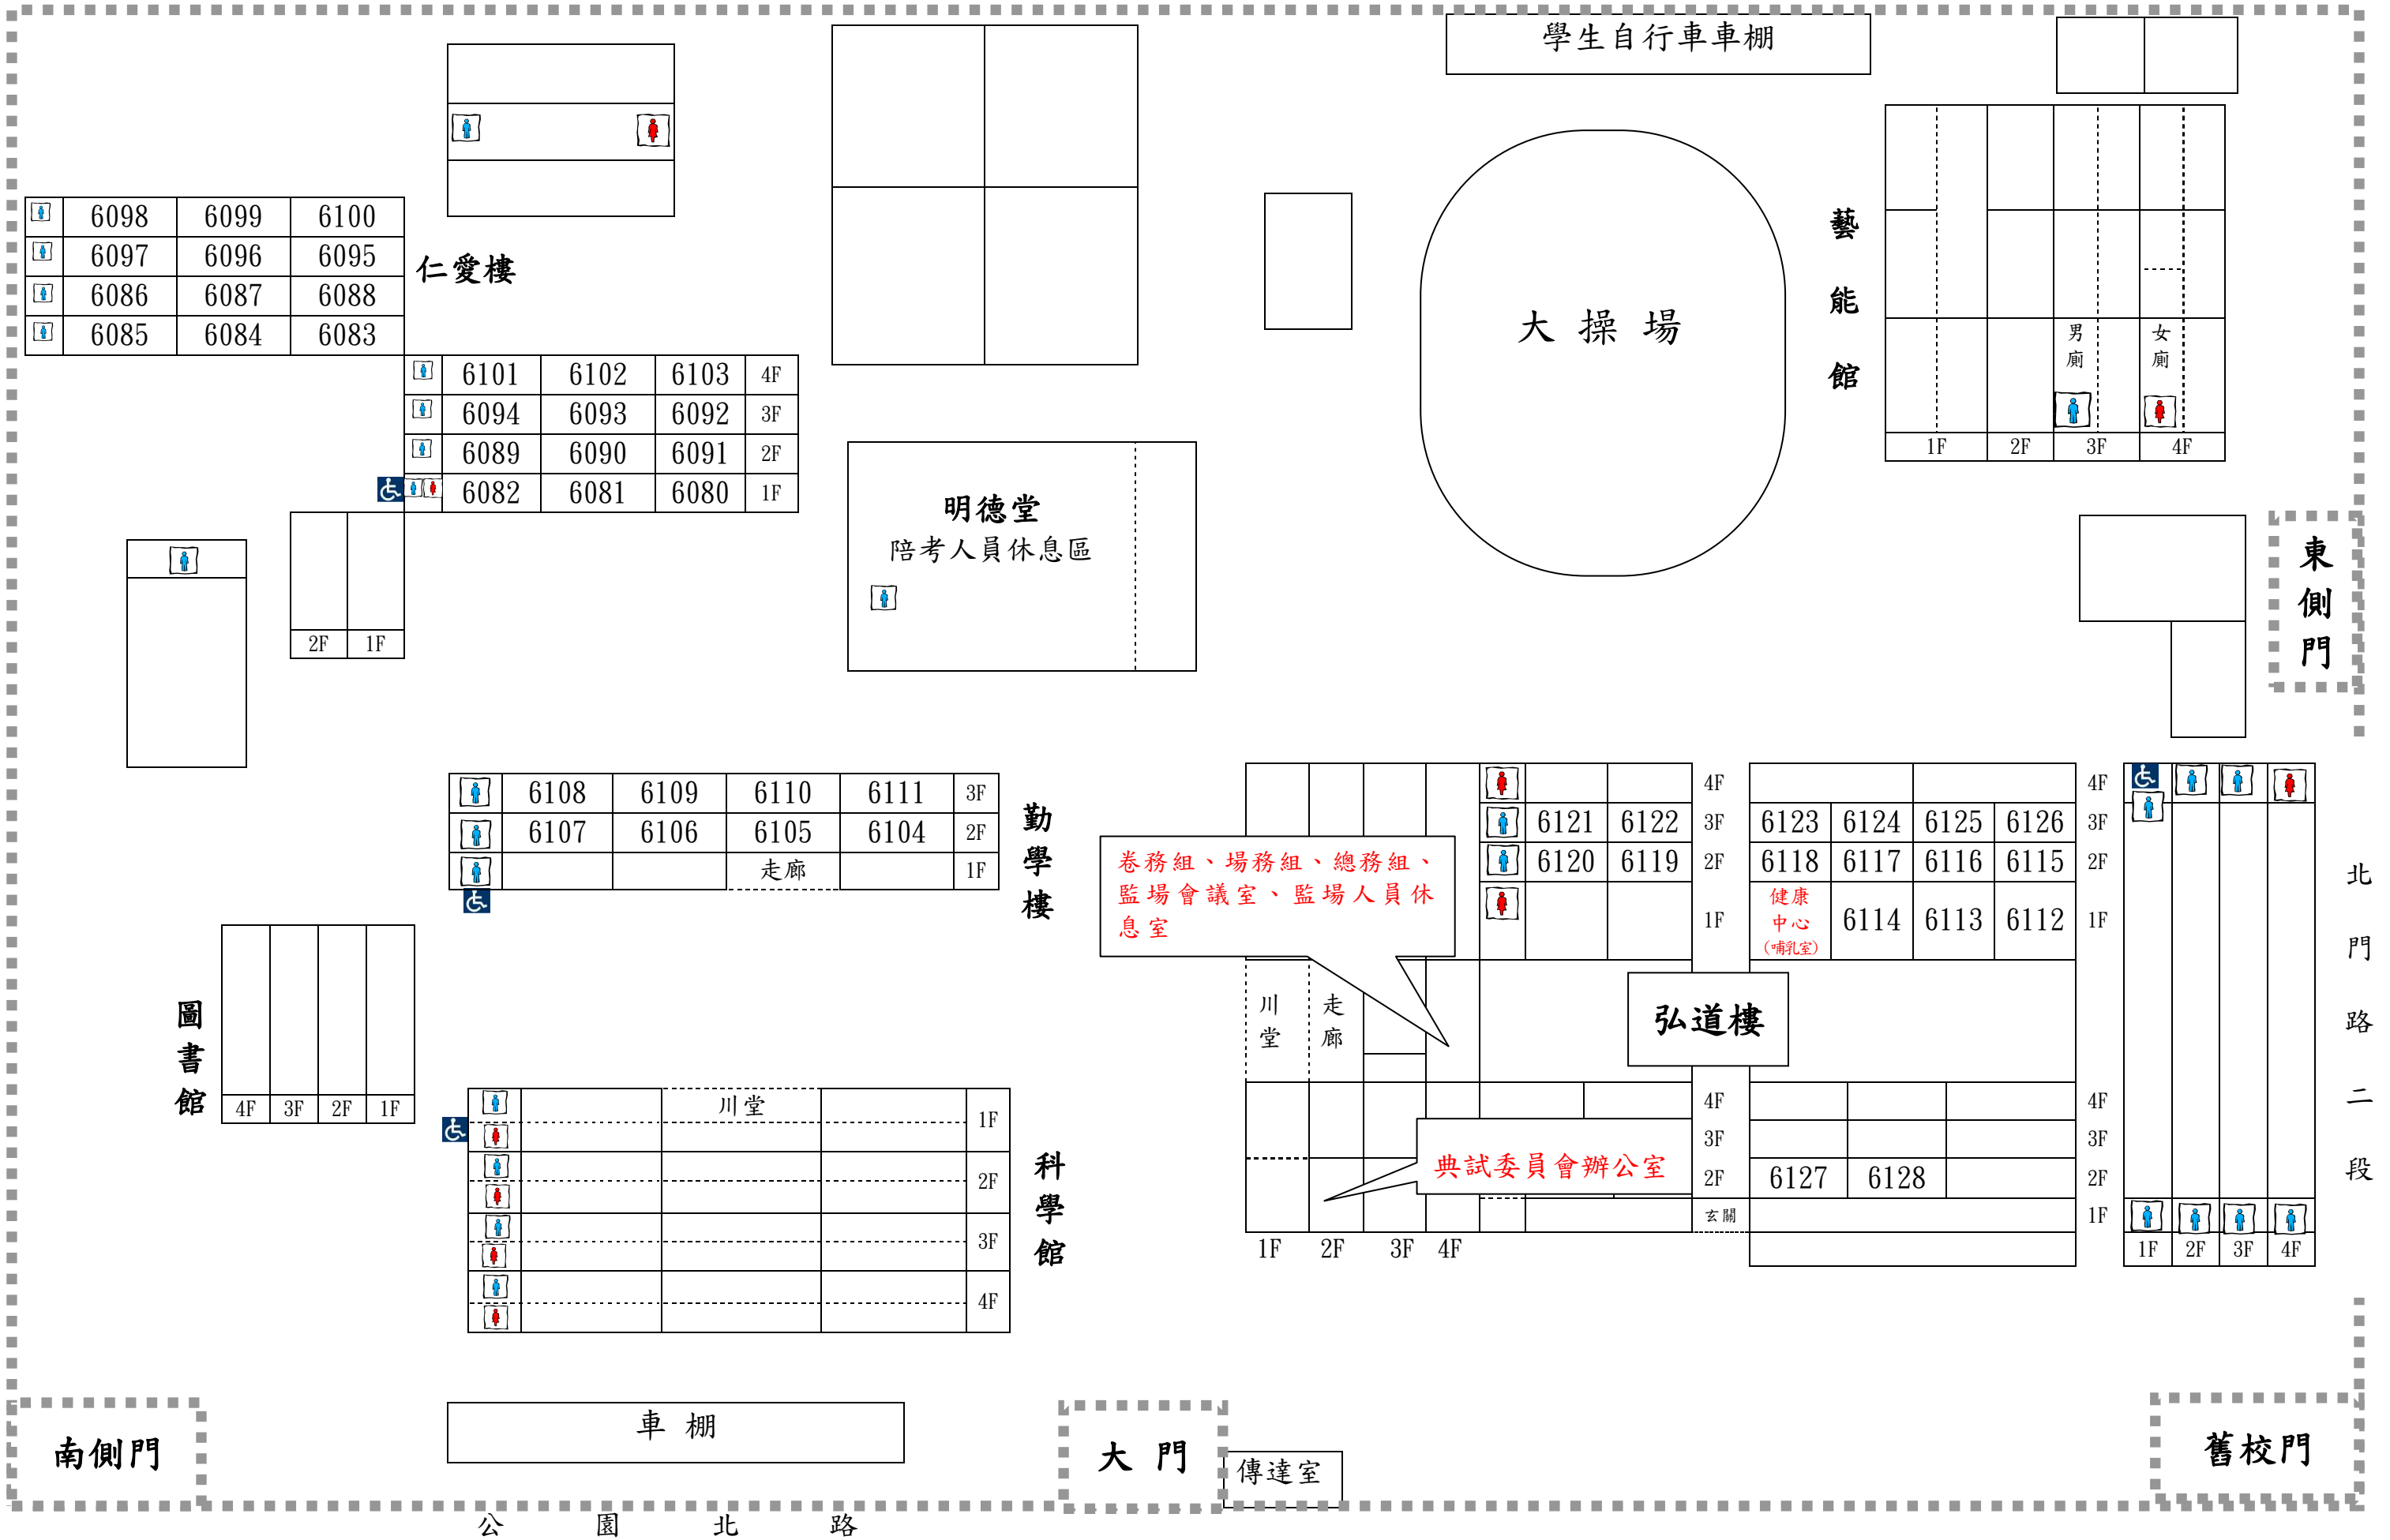 學生自行車車棚
6098 6099 6100
6097 6096 6095
6086 6087 6088
6085 6084 6083
仁愛樓
6101 6102 6103 4F
6094 6093 6092 3F
6089 6090 6091 2F
6082 6081 6080 1F
2F 1F
明德堂
陪考人員休息區
大操場
藝能館
男廁
女廁
1F 2F 3F 4F
東側門
6108 6109 6110 6111 3F
6107 6106 6105 6104 2F
走廊 1F
勤學樓
圖書館
4F 3F 2F 1F
川堂 1F
2F
3F
4F
科學館
卷務組、場務組、總務組、
監場會議室、監場人員休
息室
4F 4F
6121 6122 3F 6123 6124 6125 6126 3F
6120 6119 2F 6118 6117 6116 6115 2F
1F 健康
中心
(哺乳室)
6114 6113 6112 1F
川堂
走廊
弘道樓
4F 4F
3F 3F
典試委員會辦公室
2F 6127 6128 2F
玄關 1F
1F 2F 3F 4F
1F 2F 3F 4F
北門路二段
南側門
車棚
大門
傳達室
舊校門
公園北路